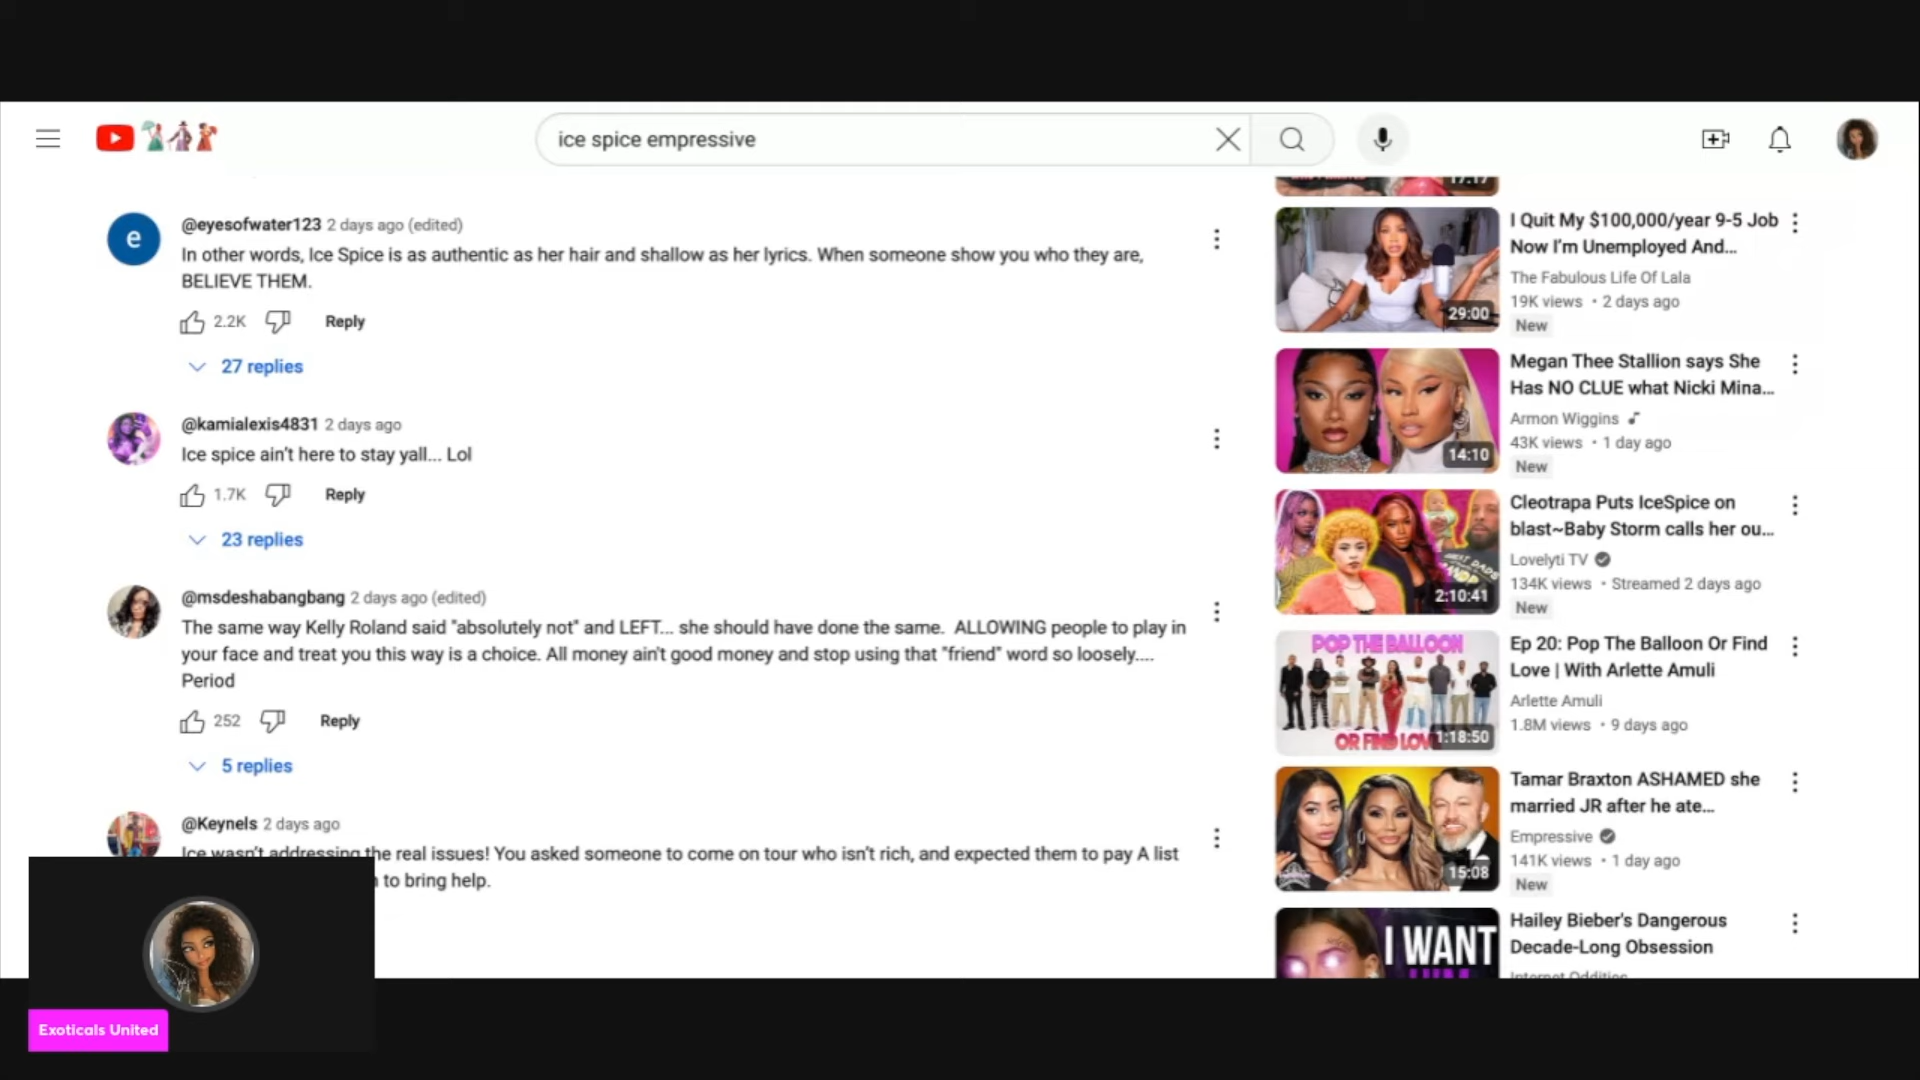 ice spice empressive
@eyesofwater123 2 days ago (edited)
In other words, Ice Spice is as authentic as her hair and shallow as her lyrics. When someone show you who they are,
BELIEVE THEM.
2.2K Reply
27 replies
@kamialexis4831 2 days ago
Ice spice ain't here to stay yall... Lol
1.7K Reply
23 replies
@msdeshabangbang 2 days ago (edited)
The same way Kelly Roland said "absolutely not" and LEFT... she should have done the same. ALLOWING people to play in
your face and treat you this way is a choice. All money ain't good money and stop using that "friend" word so loosely....
Period
252 Reply
5 replies
@Keynels 2 days ago
Ice wasn't addressing the real issues! You asked someone to come on tour who isn't rich, and expected them to pay A list
to bring help.
e
Exoticals United
17:17
29:00
I Quit My $100,000/year 9-5 Job
Now I'm Unemployed And...
The Fabulous Life Of Lala
19K views • 2 days ago
New
14:10
Megan Thee Stallion says She
Has NO CLUE what Nicki Mina...
Armon Wiggins
43K views • 1 day ago
New
2:10:41
Cleotrapa Puts IceSpice on
blast~Baby Storm calls her ou...
Lovelyti TV
134K views • Streamed 2 days ago
New
POP THE BALLOON
OR FIND LOV
1:18:50
Ep 20: Pop The Balloon Or Find
Love | With Arlette Amuli
Arlette Amuli
1.8M views • 9 days ago
15:08
Tamar Braxton ASHAMED she
married JR after he ate...
Empressive
141K views • 1 day ago
New
I WANT
HIM
Hailey Bieber's Dangerous
Decade-Long Obsession
Internet Oddities